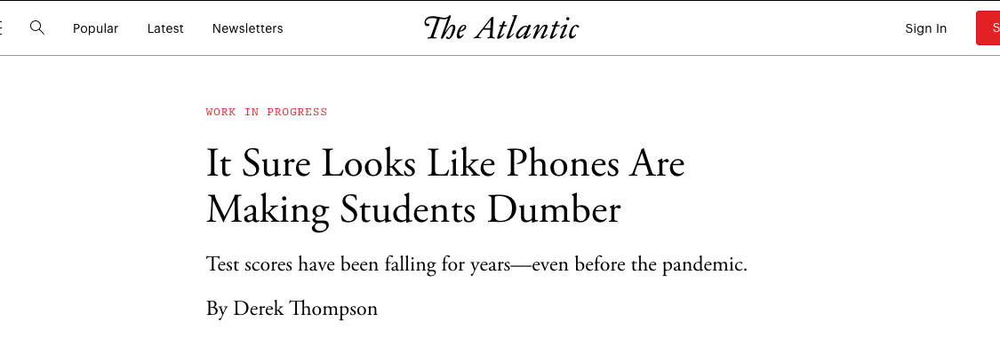 Popular Latest Newsletters The Atlantic Sign In S
WORK IN PROGRESS
It Sure Looks Like Phones Are
Making Students Dumber
Test scores have been falling for years—even before the pandemic.
By Derek Thompson